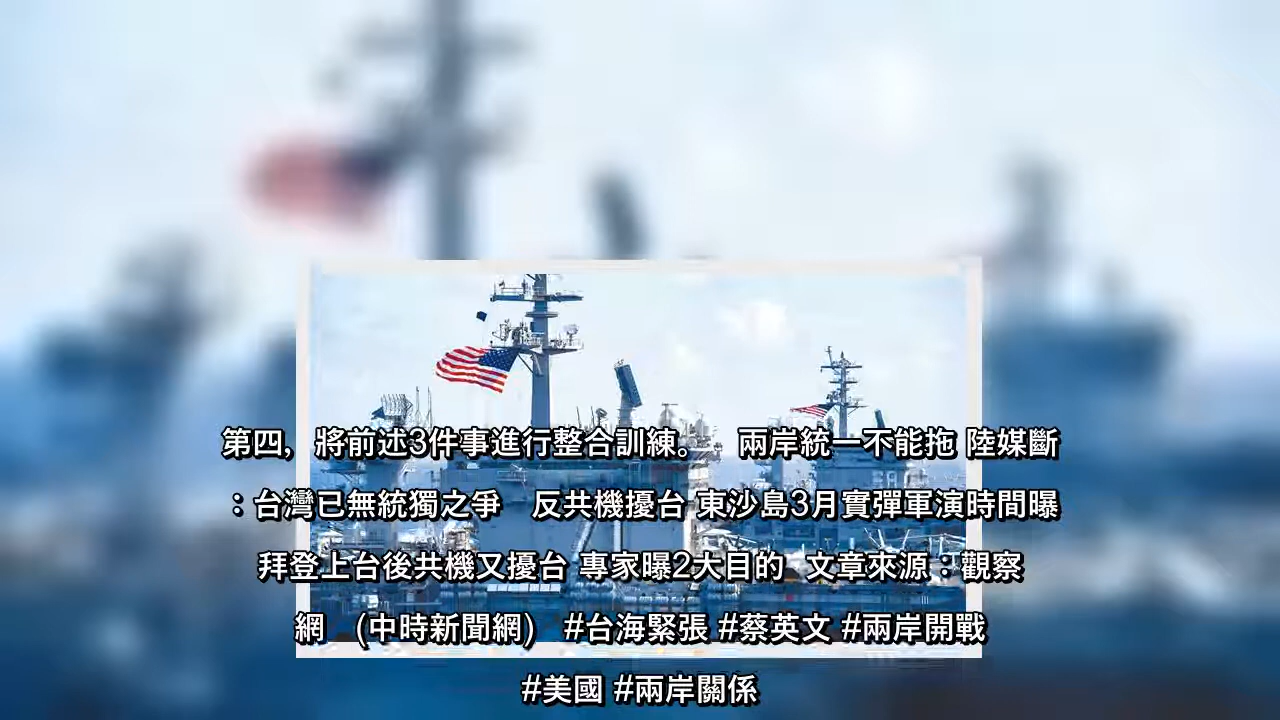 第四，將前述3件事進行整合訓練。 兩岸統一不能拖 陸媒斷
：台灣已無統獨之爭 反共機擾台 東沙島3月實彈軍演時間曝
拜登上台後共機又擾台 專家曝2大目的 文章來源：觀察
網 (中時新聞網) #台海緊張 #蔡英文 #兩岸開戰
#美國 #兩岸關係